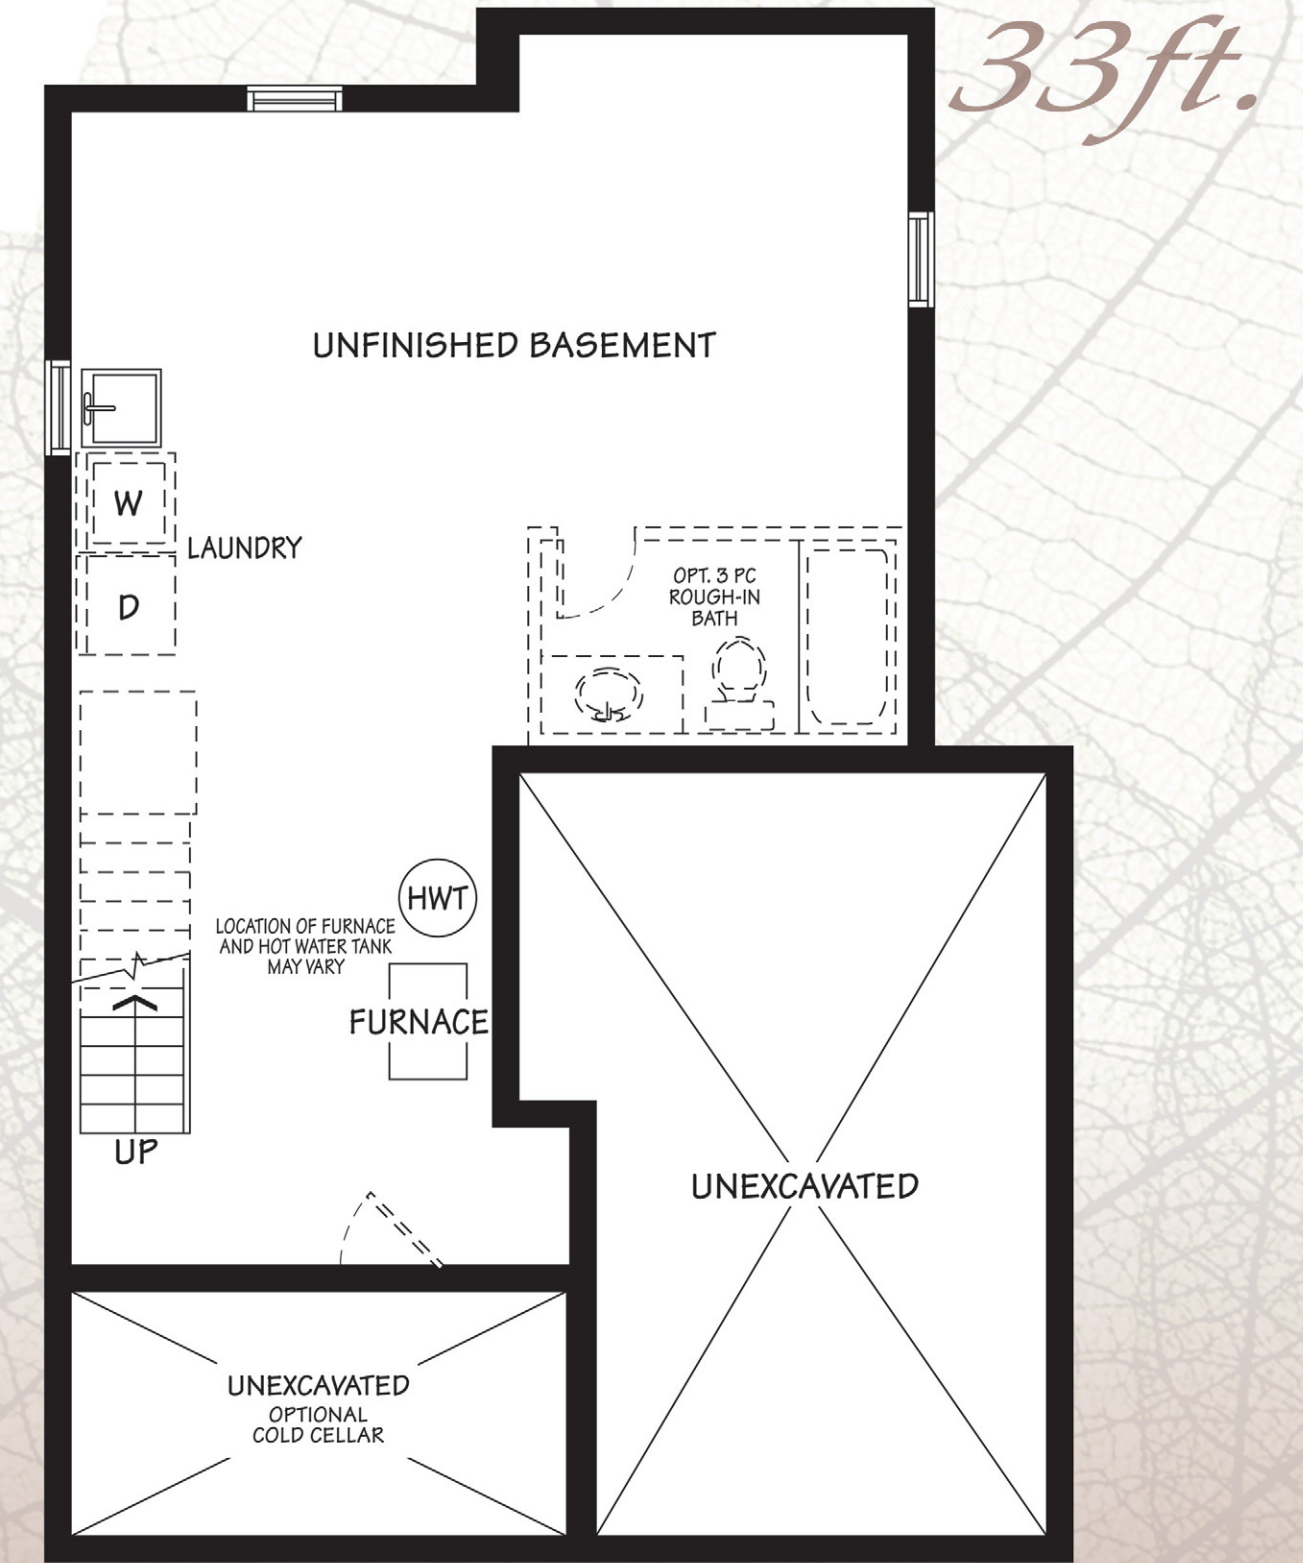 33ft.
UNFINISHED BASEMENT
W
LAUNDRY
D
OPT. 3 PC
ROUGH-IN
BATH
HWT
LOCATION OF FURNACE
AND HOT WATER TANK
MAY VARY
FURNACE
UP
UNEXCAVATED
UNEXCAVATED
OPTIONAL
COLD CELLAR